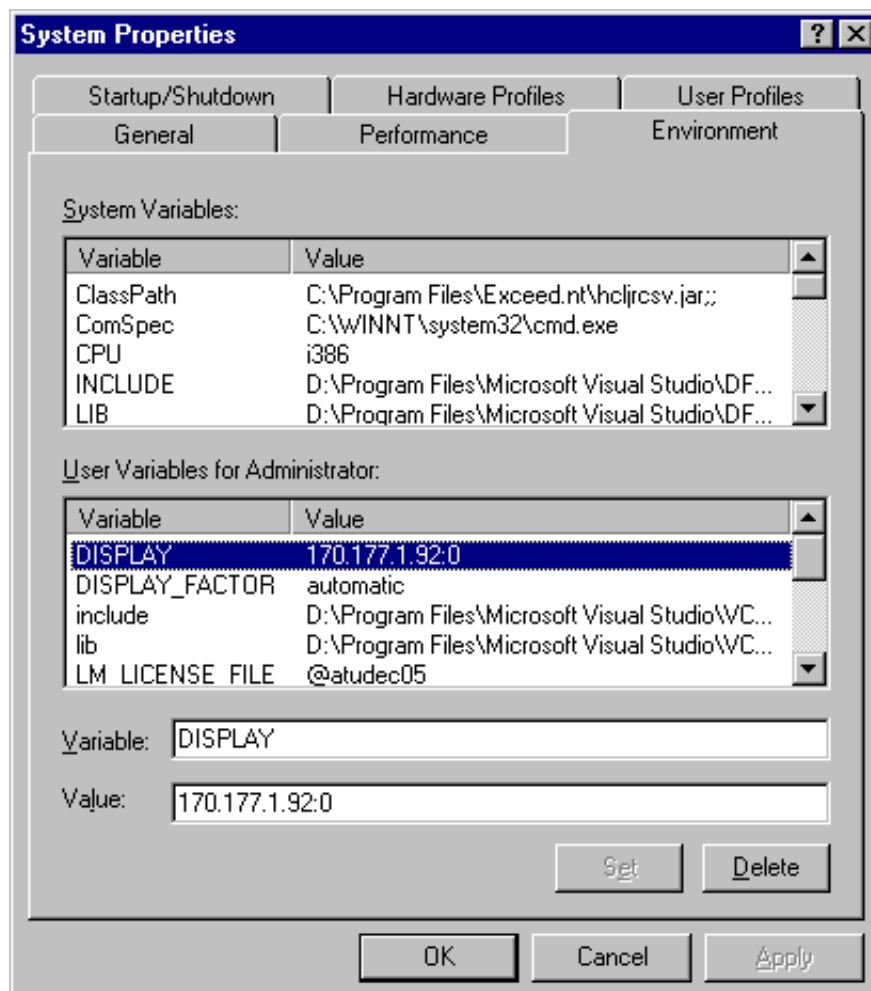 System Properties
Startup/Shutdown Hardware Profiles User Profiles
General Performance Environment
System Variables:
Variable Value
ClassPath C:\Program Files\Exceed.nt\hcljrcsv.jar;;
ComSpec C:\WINNT\system32\cmd.exe
CPU i386
INCLUDE D:\Program Files\Microsoft Visual Studio\DF...
LIB D:\Program Files\Microsoft Visual Studio\DF...
User Variables for Administrator:
Variable Value
DISPLAY 170.177.1.92:0
DISPLAY_FACTOR automatic
include D:\Program Files\Microsoft Visual Studio\VC...
lib D:\Program Files\Microsoft Visual Studio\VC...
LM_LICENSE_FILE @atudec05
Variable: DISPLAY
Value: 170.177.1.92:0
Set Delete
OK Cancel Apply